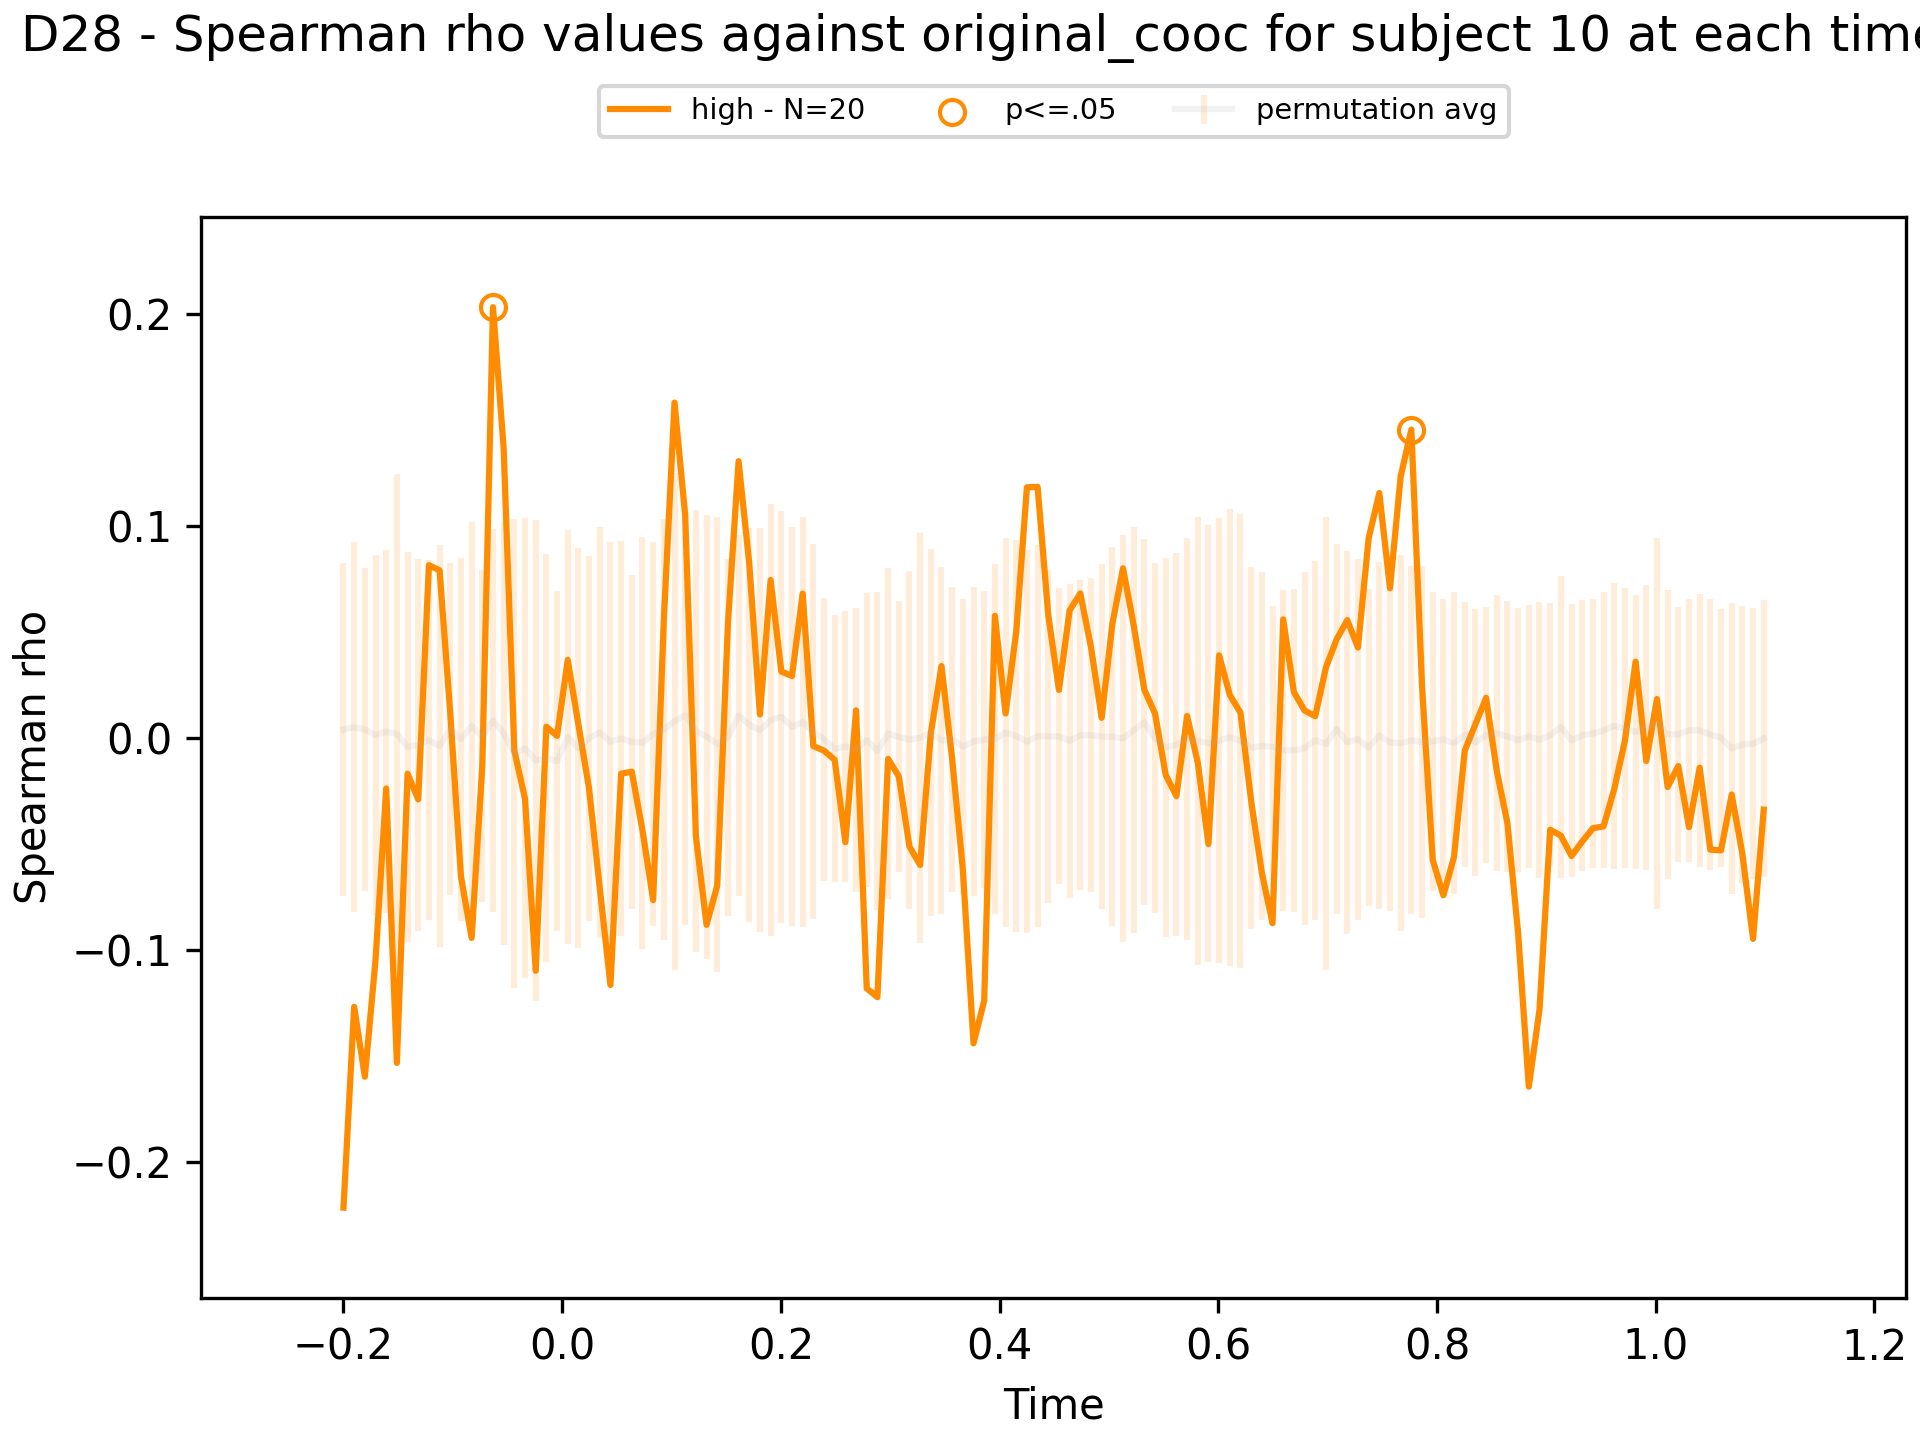 D28 - Spearman rho values against original_cooc for subject 10 at each time
high - N=20 p<=.05 permutation avg
Spearman rho
0.2
0.1
0.0
−0.1
−0.2
−0.2 0.0 0.2 0.4 0.6 0.8 1.0 1.2
Time